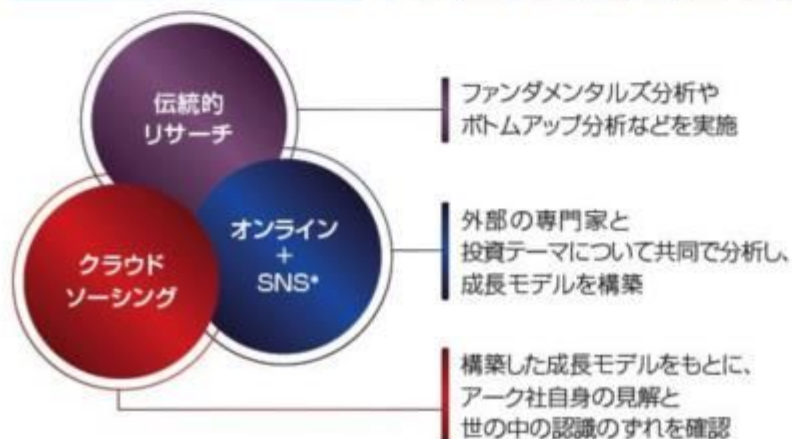 伝統的
リサーチ
ファンダメンタルズ分析や
ボトムアップ分析などを実施
オンライン
+
SNS*
外部の専門家と
投資テーマについて共同で分析し、
成長モデルを構築
クラウド
ソーシング
構築した成長モデルをもとに、
アーク社自身の見解と
世の中の認識のずれを確認